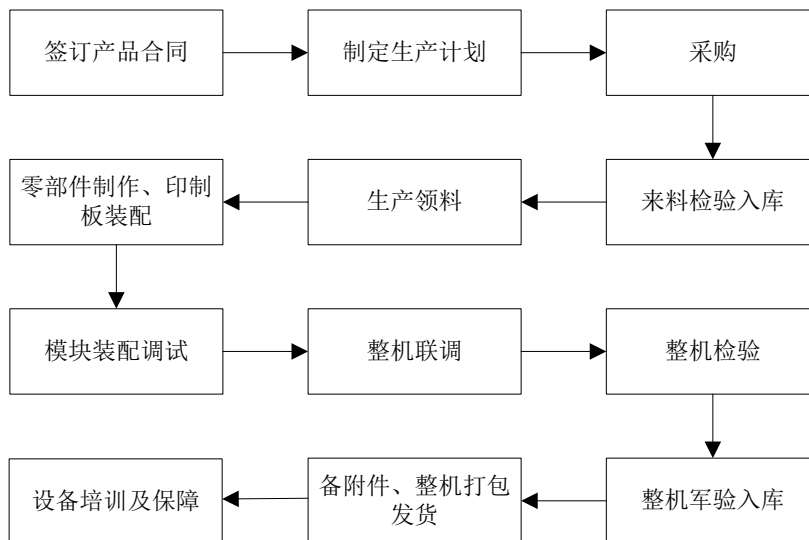 签订产品合同
制定生产计划
采购
来料检验入库
生产领料
零部件制作、印制
板装配
模块装配调试
整机联调
整机检验
整机军验入库
备附件、整机打包
发货
设备培训及保障